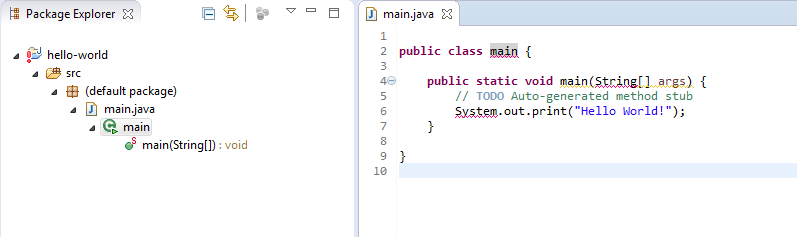 Package Explorer
hello-world
src
(default package)
main.java
main
main(String[]) : void
main.java
1
2 public class main {
3
4 public static void main(String[] args) {
5 // TODO Auto-generated method stub
6 System.out.print("Hello World!");
7 }
8
9 }
10